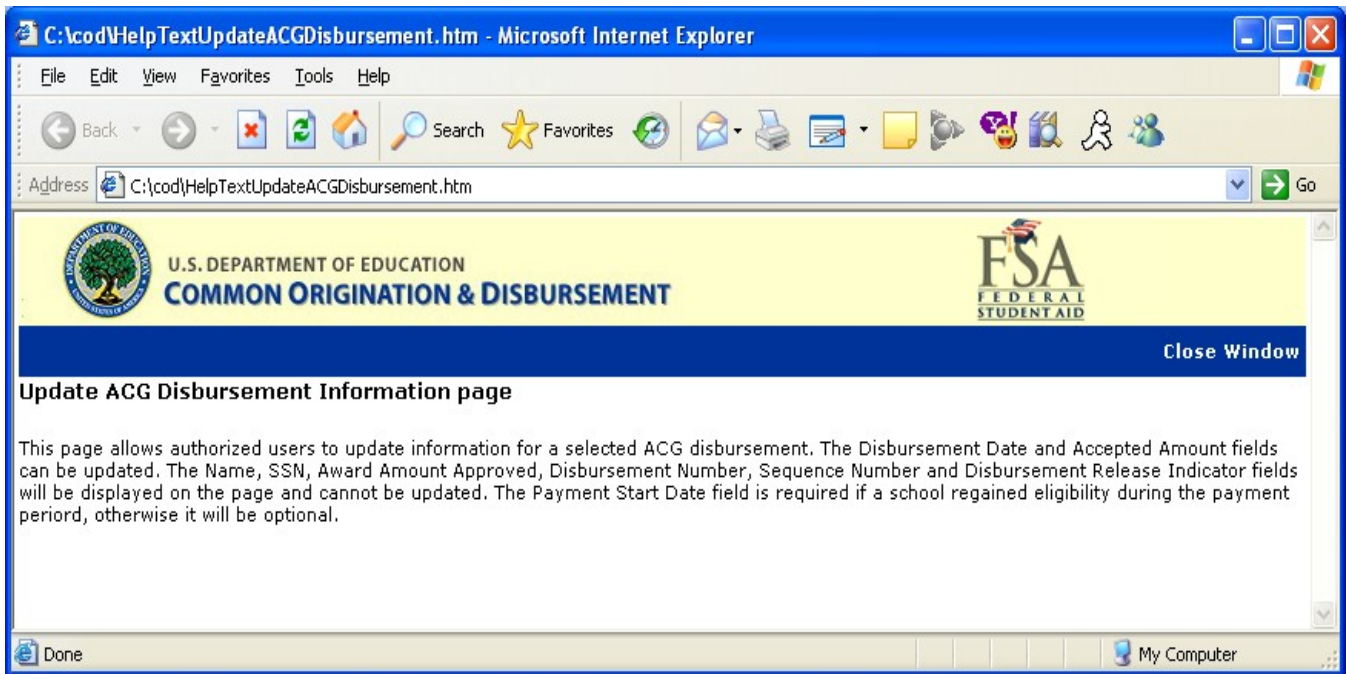 C:\cod\HelpTextUpdateACGDisbursement.htm - Microsoft Internet Explorer
File Edit View Favorites Tools Help
Back Search Favorites
Address C:\cod\HelpTextUpdateACGDisbursement.htm Go
U.S. DEPARTMENT OF EDUCATION
COMMON ORIGINATION & DISBURSEMENT
FSA
FEDERAL
STUDENT AID
Close Window
Update ACG Disbursement Information page
This page allows authorized users to update information for a selected ACG disbursement. The Disbursement Date and Accepted Amount fields
can be updated. The Name, SSN, Award Amount Approved, Disbursement Number, Sequence Number and Disbursement Release Indicator fields
will be displayed on the page and cannot be updated. The Payment Start Date field is required if a school regained eligibility during the payment
periord, otherwise it will be optional.
Done My Computer